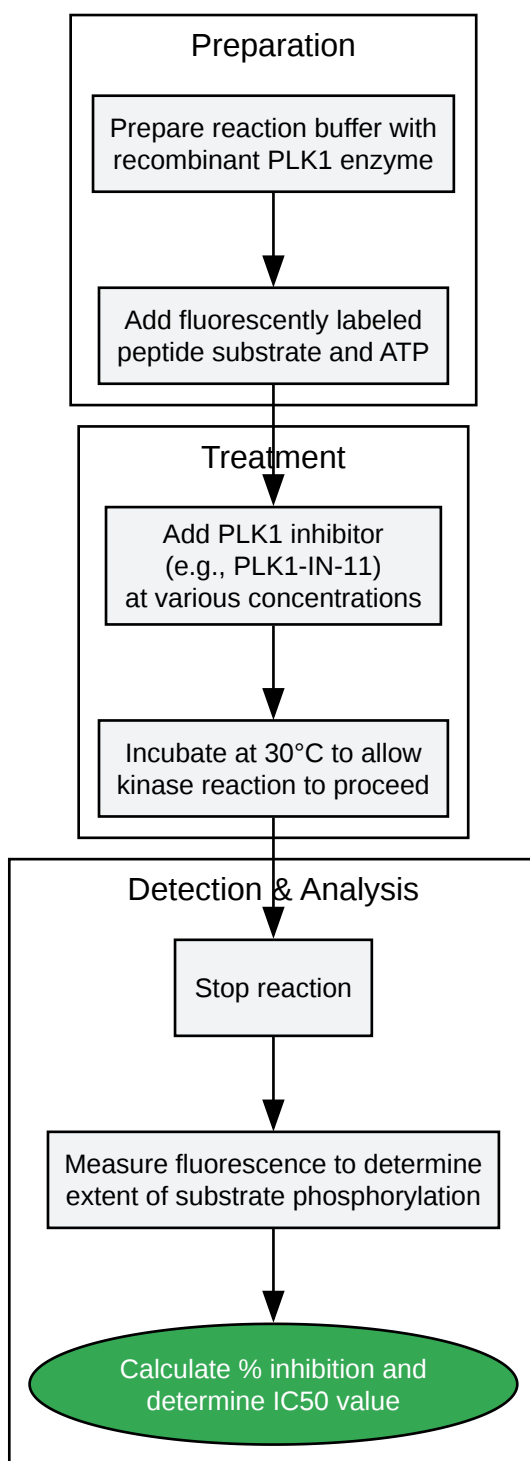 Preparation
Prepare reaction buffer with
recombinant PLK1 enzyme
Add fluorescently labeled
peptide substrate and ATP
Treatment
Add PLK1 inhibitor
(e.g., PLK1-IN-11)
at various concentrations
Incubate at 30°C to allow
kinase reaction to proceed
Detection & Analysis
Stop reaction
Measure fluorescence to determine
extent of substrate phosphorylation
Calculate % inhibition and
determine IC50 value